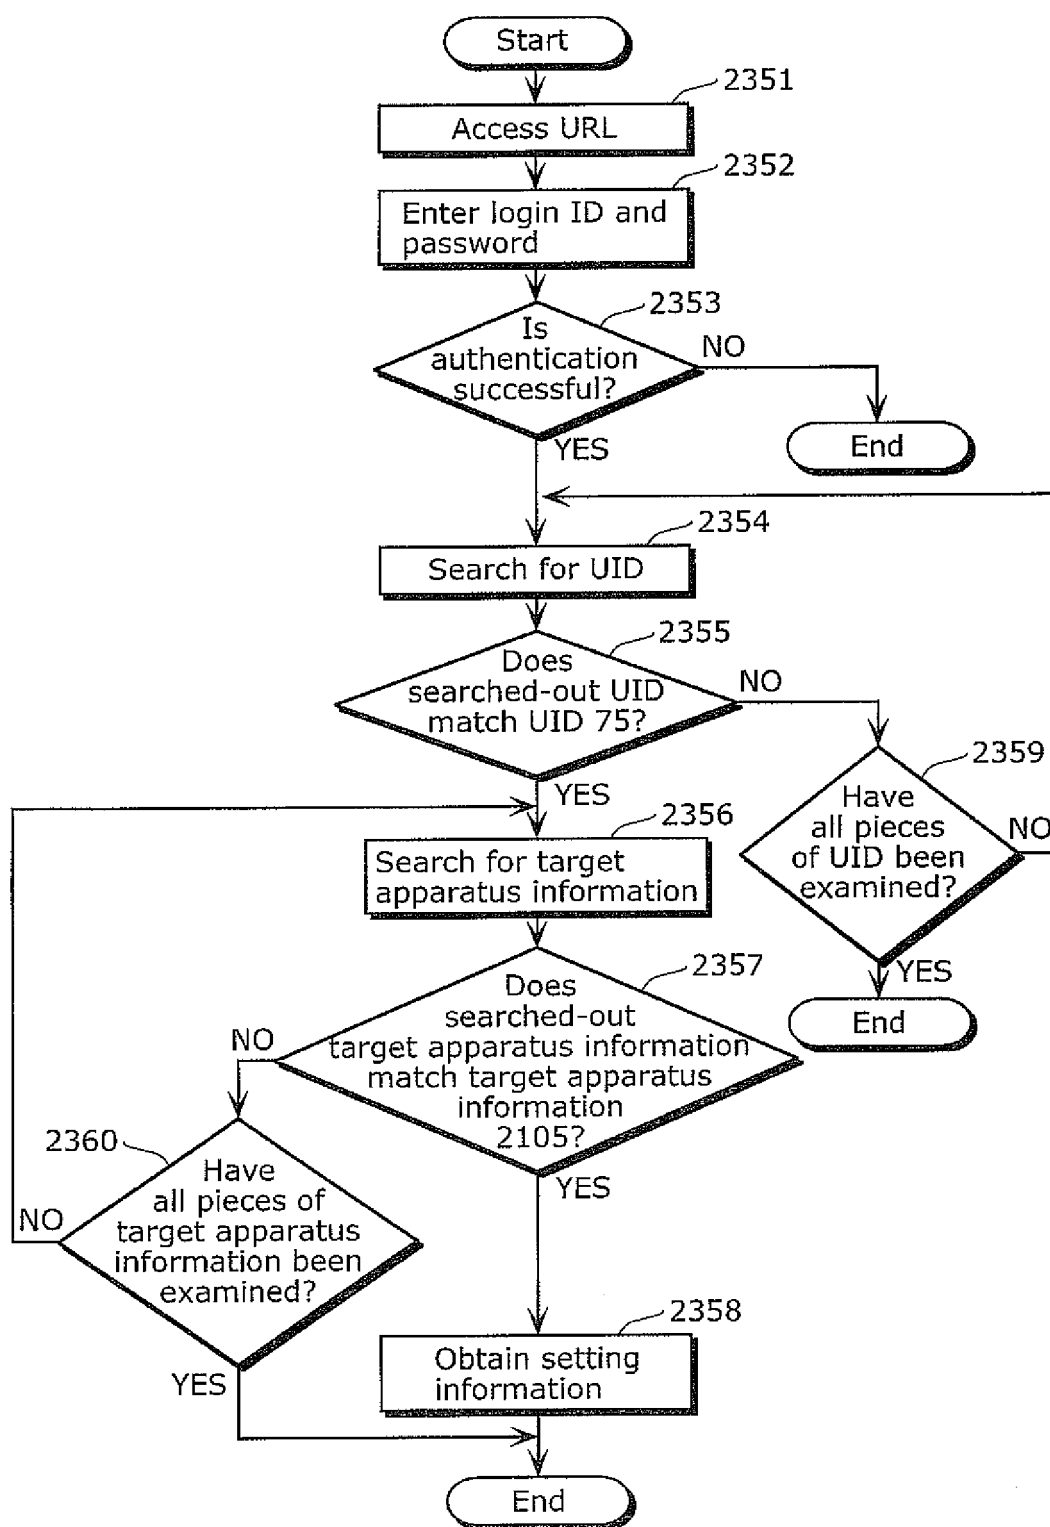 Start
2351
Access URL
2352
Enter login ID and
password
2353
Is
authentication
successful?
NO
End
YES
2354
Search for UID
2355
Does
searched-out UID
match UID 75?
NO
YES
2359
Have
all pieces
of UID been
examined?
NO
YES
End
2356
Search for target
apparatus information
2357
Does
searched-out
target apparatus information
match target apparatus
information
2105?
NO
YES
2360
Have
all pieces of
target apparatus
information been
examined?
NO
YES
2358
Obtain setting
information
End